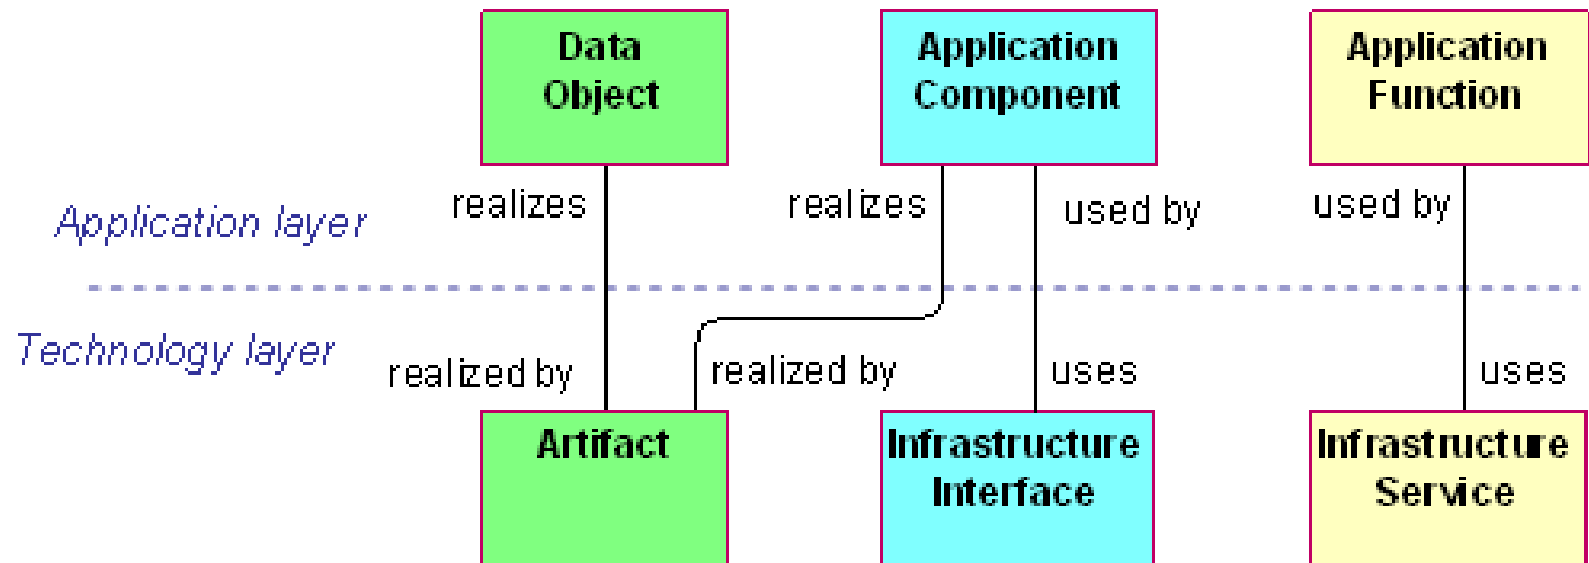 Data
Object
Application
Component
Application
Function
realizes
realizes
used by
used by
Application layer
Technology layer
realized by
realized by
uses
uses
Artifact
Infrastructure
Interface
Infrastructure
Service